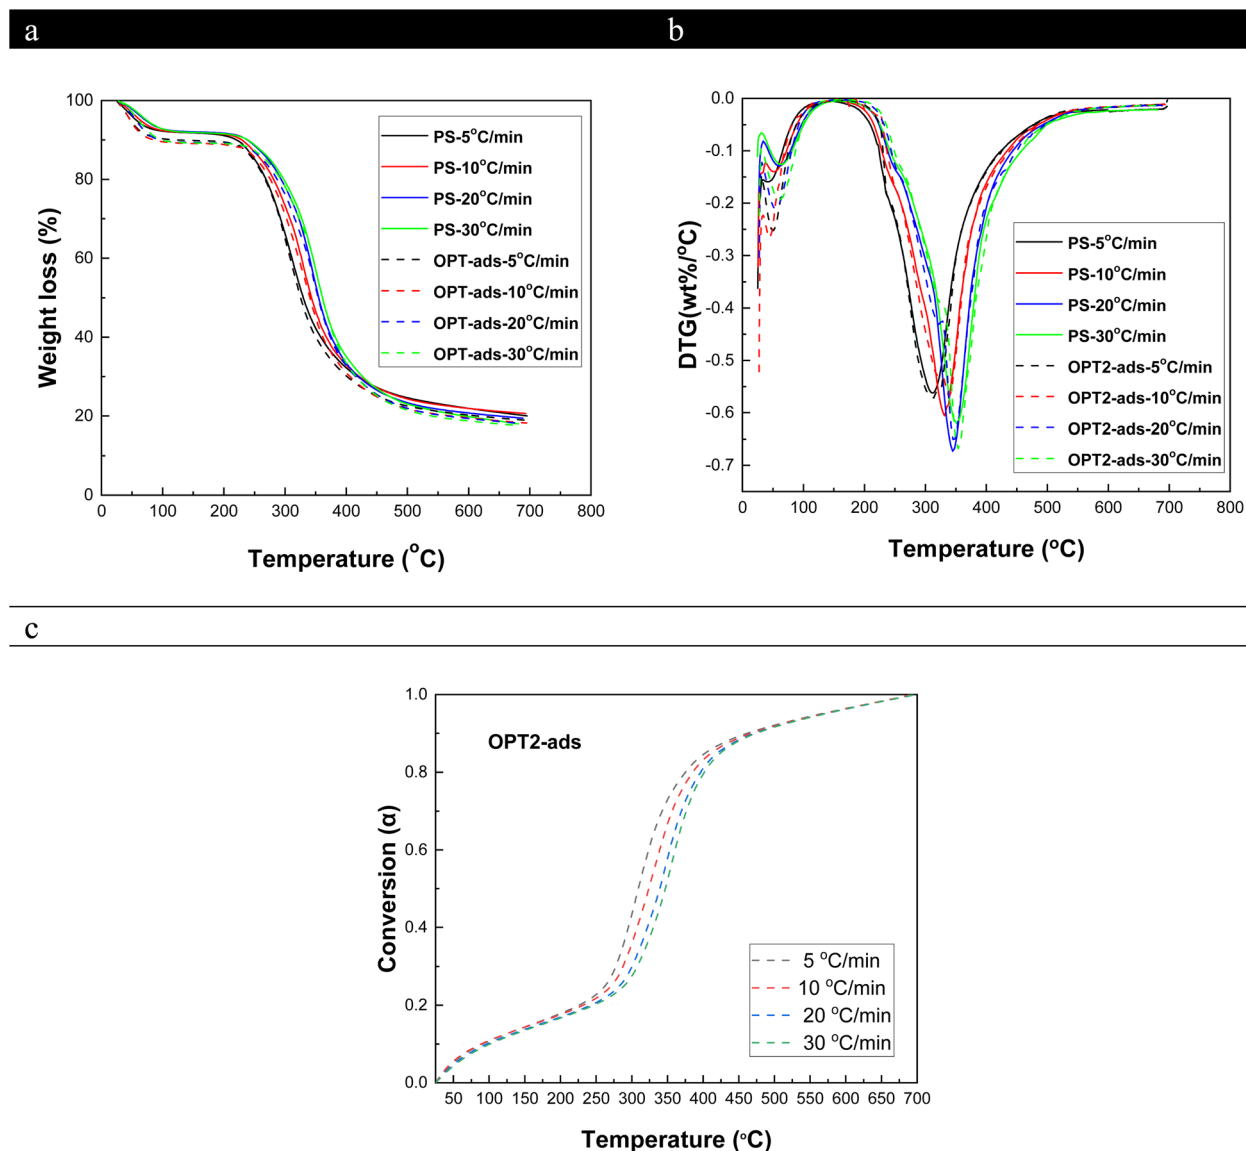 a
b
100
80
60
40
20
0
0
100
200
300
400
500
600
700
800
Weight loss (%)
Temperature (°C)
PS-5°C/min
PS-10°C/min
PS-20°C/min
PS-30°C/min
OPT-ads-5°C/min
OPT-ads-10°C/min
OPT-ads-20°C/min
OPT-ads-30°C/min
0.0
-0.1
-0.2
-0.3
-0.4
-0.5
-0.6
-0.7
0
100
200
300
400
500
600
700
800
DTG(wt%/°C)
Temperature (°C)
PS-5°C/min
PS-10°C/min
PS-20°C/min
PS-30°C/min
OPT2-ads-5°C/min
OPT2-ads-10°C/min
OPT2-ads-20°C/min
OPT2-ads-30°C/min
c
1.0
0.8
0.6
0.4
0.2
0.0
50
100
150
200
250
300
350
400
450
500
550
600
650
700
Conversion (α)
Temperature (°C)
OPT2-ads
5 °C/min
10 °C/min
20 °C/min
30 °C/min